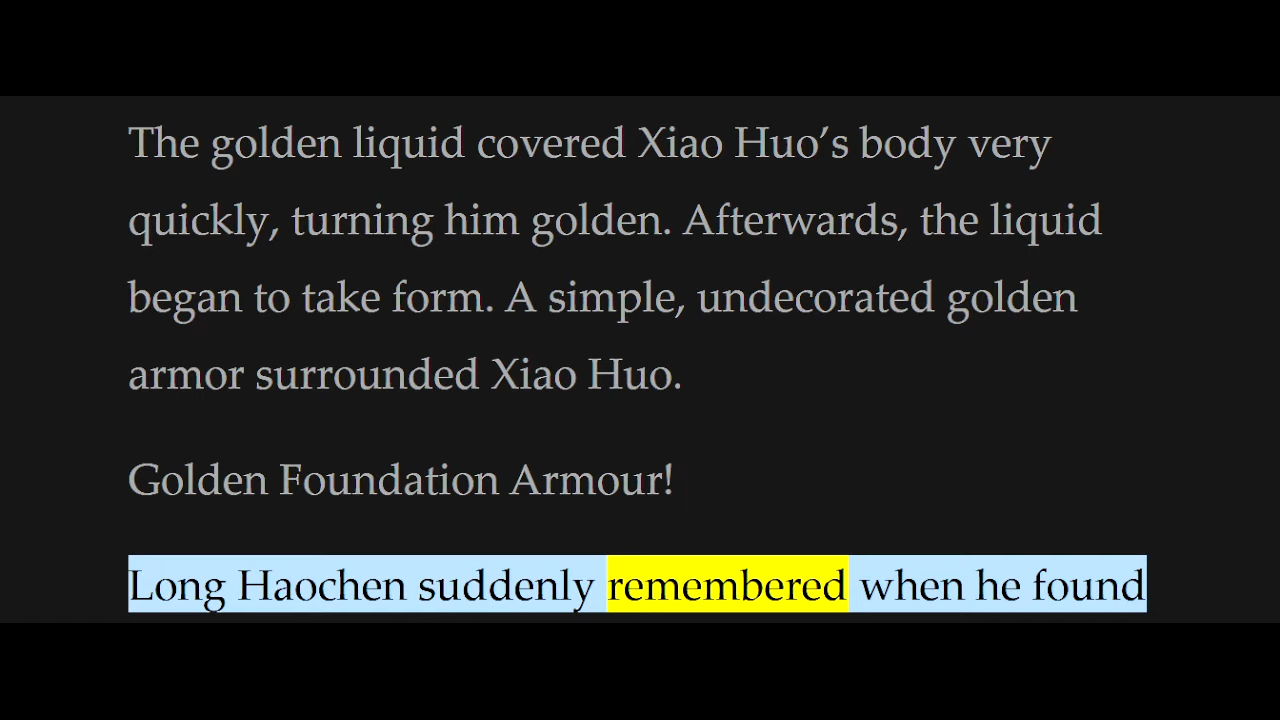 The golden liquid covered Xiao Huo’s body very
quickly, turning him golden. Afterwards, the liquid
began to take form. A simple, undecorated golden
armor surrounded Xiao Huo.
Golden Foundation Armour!
Long Haochen suddenly remembered when he found